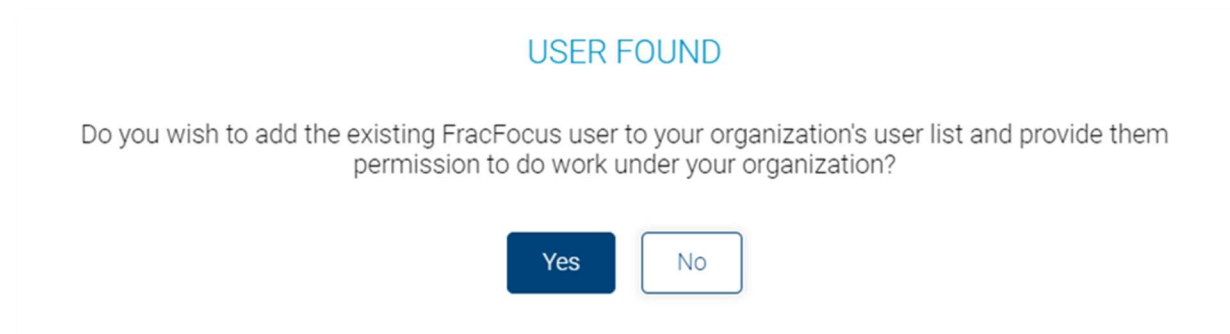 USER FOUND
Do you wish to add the existing FracFocus user to your organization's user list and provide them
permission to do work under your organization?
Yes
No